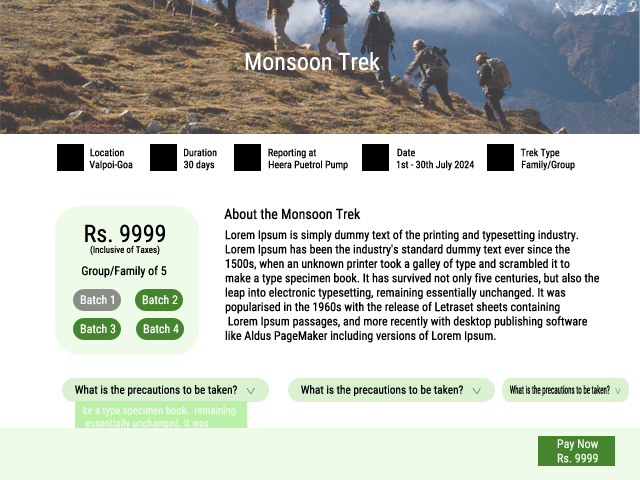 Monsoon Trek
Location
Valpoi-Goa
Duration
30 days
Reporting at
Heera Puetrol Pump
Date
1st - 30th July 2024
Trek Type
Family/Group
Rs. 9999
(Inclusive of Taxes)
Group/Family of 5
Batch 1
Batch 2
Batch 3
Batch 4
About the Monsoon Trek
Lorem Ipsum is simply dummy text of the printing and typesetting industry.
Lorem Ipsum has been the industry's standard dummy text ever since the
1500s, when an unknown printer took a galley of type and scrambled it to
make a type specimen book. It has survived not only five centuries, but also the
leap into electronic typesetting, remaining essentially unchanged. It was
popularised in the 1960s with the release of Letraset sheets containing
Lorem Ipsum passages, and more recently with desktop publishing software
like Aldus PageMaker including versions of Lorem Ipsum.
What is the precautions to be taken?
ke a type specimen book. remaining
essentially unchanged. It was
What is the precautions to be taken?
What is the precautions to be taken?
Pay Now
Rs. 9999